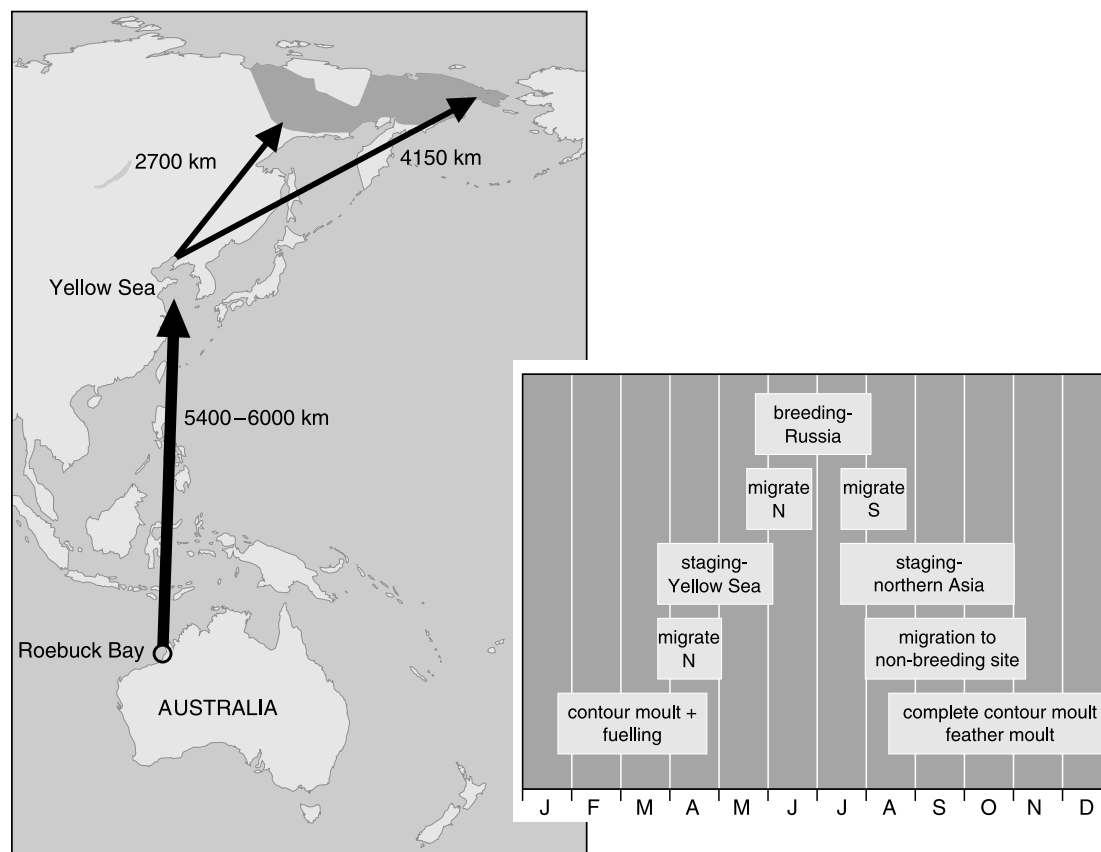 2700 km
4150 km
Yellow Sea
5400–6000 km
Roebuck Bay
AUSTRALIA
breeding-
Russia
migrate
N
migrate
S
staging-
Yellow Sea
staging-
northern Asia
migrate
N
migration to
non-breeding site
contour moult +
fuelling
complete contour moult
feather moult
J F M A M J J A S O N D